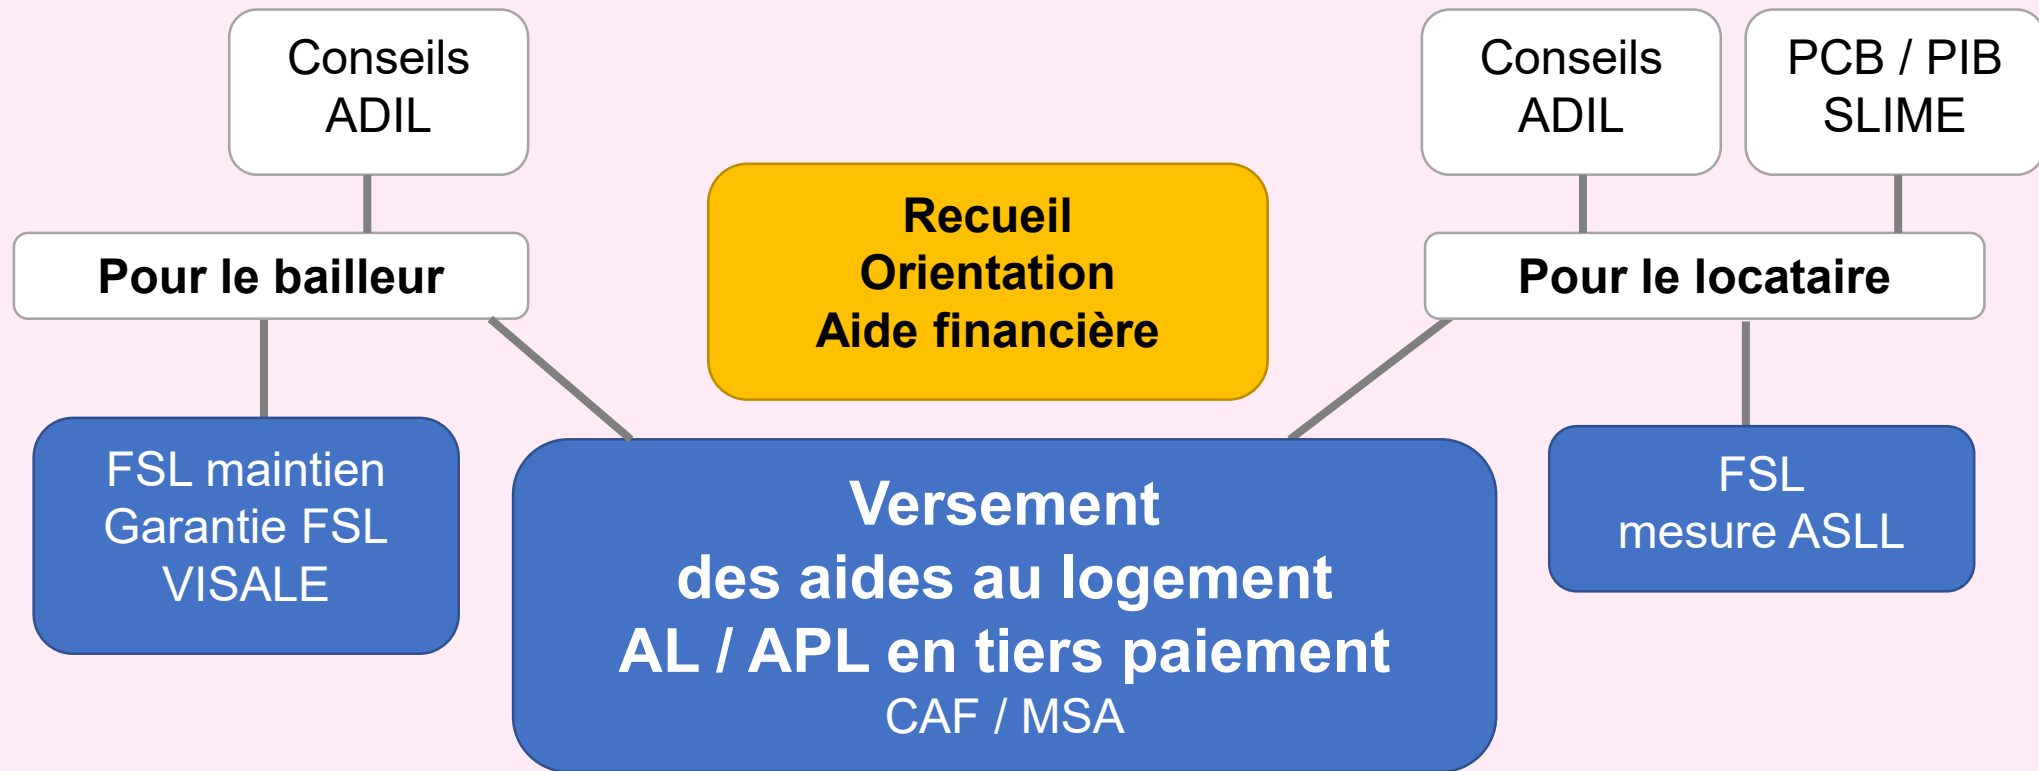 Conseils
ADIL
Conseils
ADIL
PCB / PIB
SLIME
Recueil
Orientation
Aide financière
Pour le bailleur
Pour le locataire
FSL maintien
Garantie FSL
VISALE
Versement
des aides au logement
AL / APL en tiers paiement
CAF / MSA
FSL
mesure ASLL